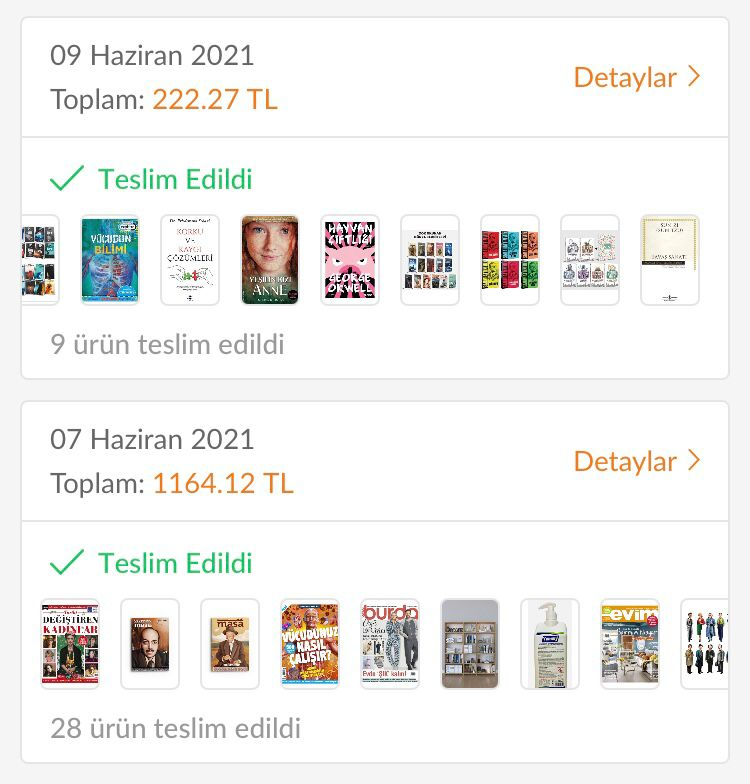 09 Haziran 2021
Toplam: 222.27 TL
Detaylar
Teslim Edildi
VÜCUDUN
BİLİMİ
KORKU
VE
KAYGI
ÇÖZÜMLERİ
YEŞİLİN KIZI
ANNE
HAYVAN
ÇİFTLİĞİ
GEORGE
ORWELL
SAVAŞ SANATI
9 ürün teslim edildi
07 Haziran 2021
Toplam: 1164.12 TL
Detaylar
Teslim Edildi
DEĞİŞTİREN
KADINLAR
masa
VÜCUDUMUZ
NASIL
ÇALIŞIR?
burda
evim
28 ürün teslim edildi